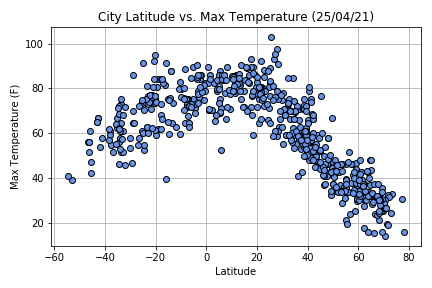 City Latitude vs. Max Temperature (25/04/21)
Max Temperature (F)
100
80
60
40
20
−60 −40 −20 0 20 40 60 80
Latitude